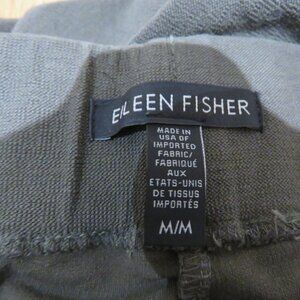 EILEEN FISHER
MADE IN
USA OF
IMPORTED
FABRIC/
FABRIQUÉ
AUX
ETATS-UNIS
DE TISSUS
IMPORTÉS
M/M